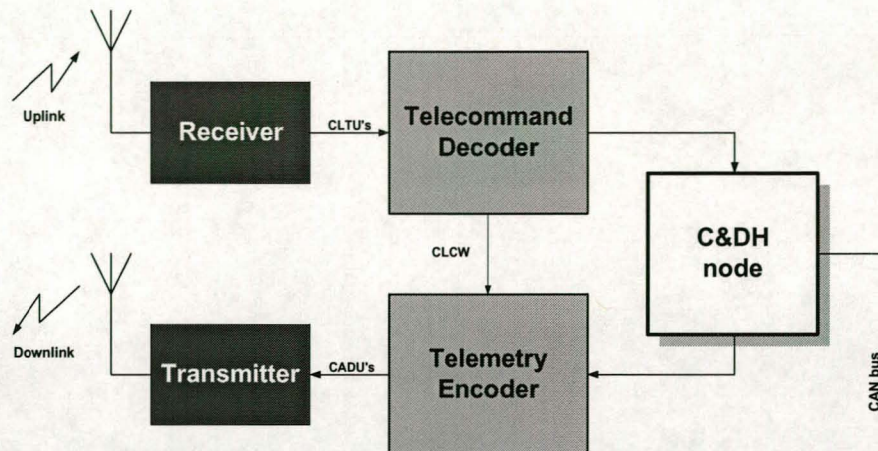 Uplink
Receiver
CLTU's
Telecommand
Decoder
CLCW
C&DH
node
Downlink
Transmitter
CADU's
Telemetry
Encoder
CAN bus